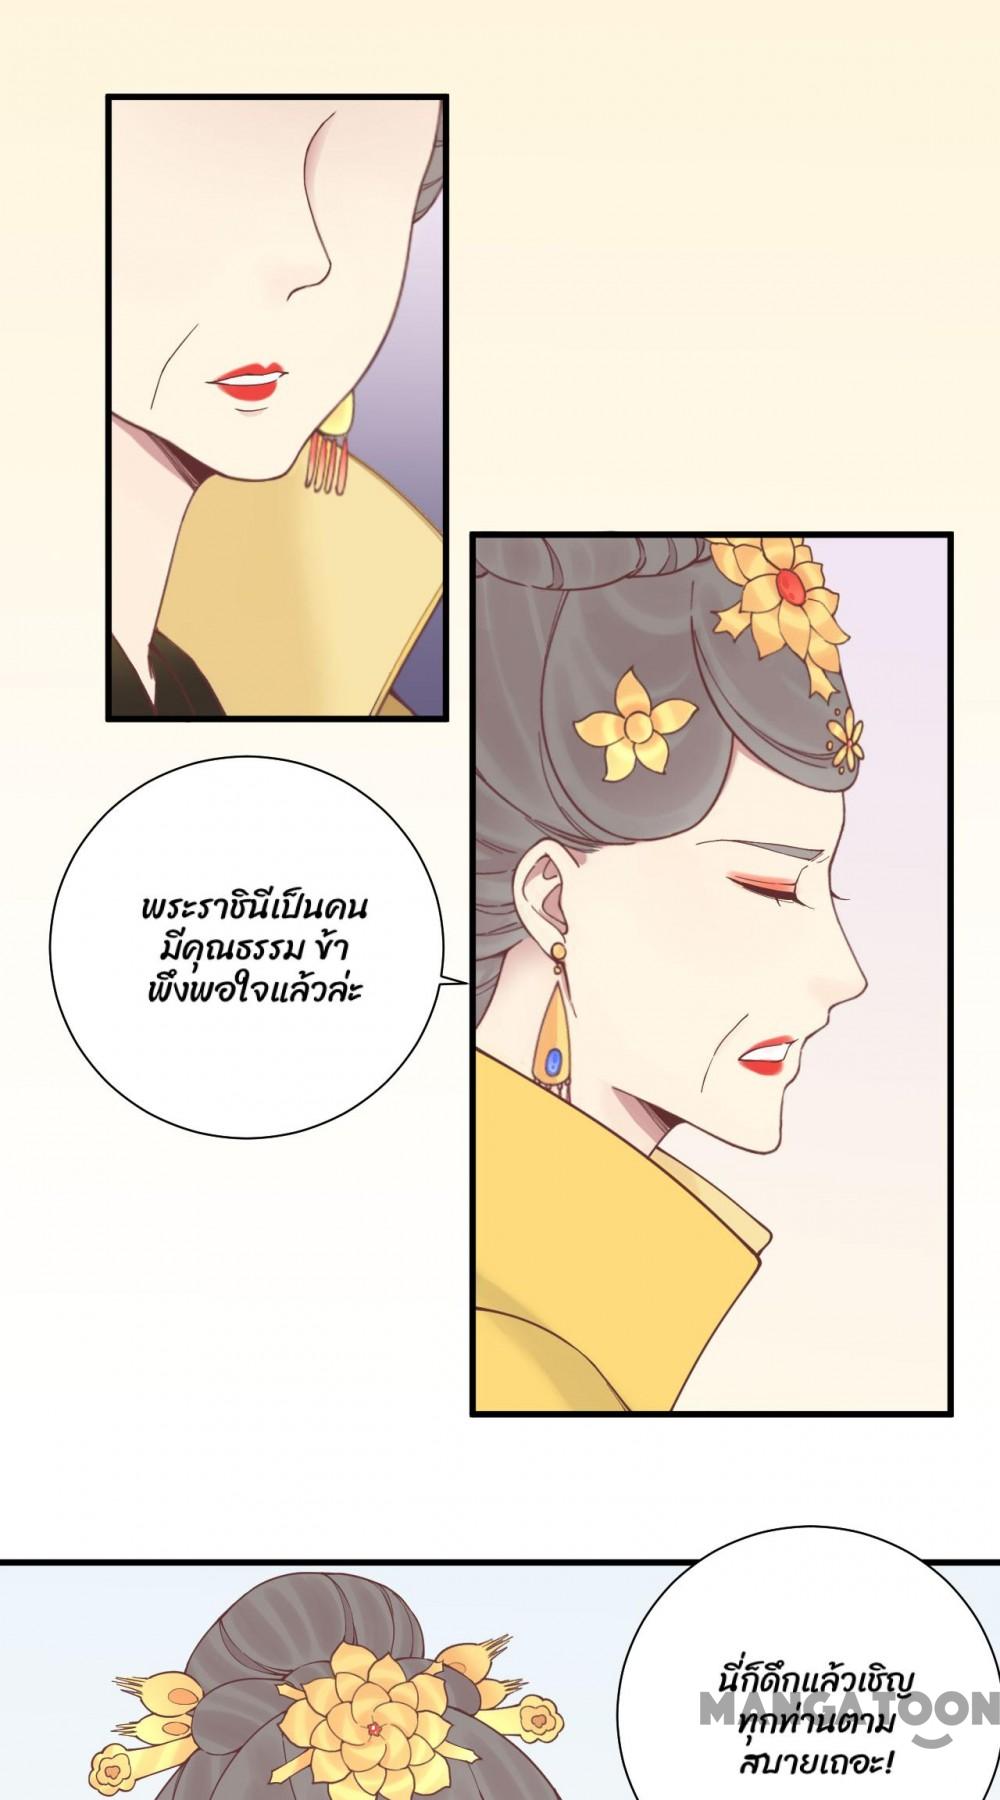 พระราชินีเป็นคน
มีคุณธรรม ข้า
พึงพอใจแล้วล่ะ
นี่ก็ดึกแล้วเชิญ
ทุกท่านตาม
สบายเถอะ!
MANGATOON